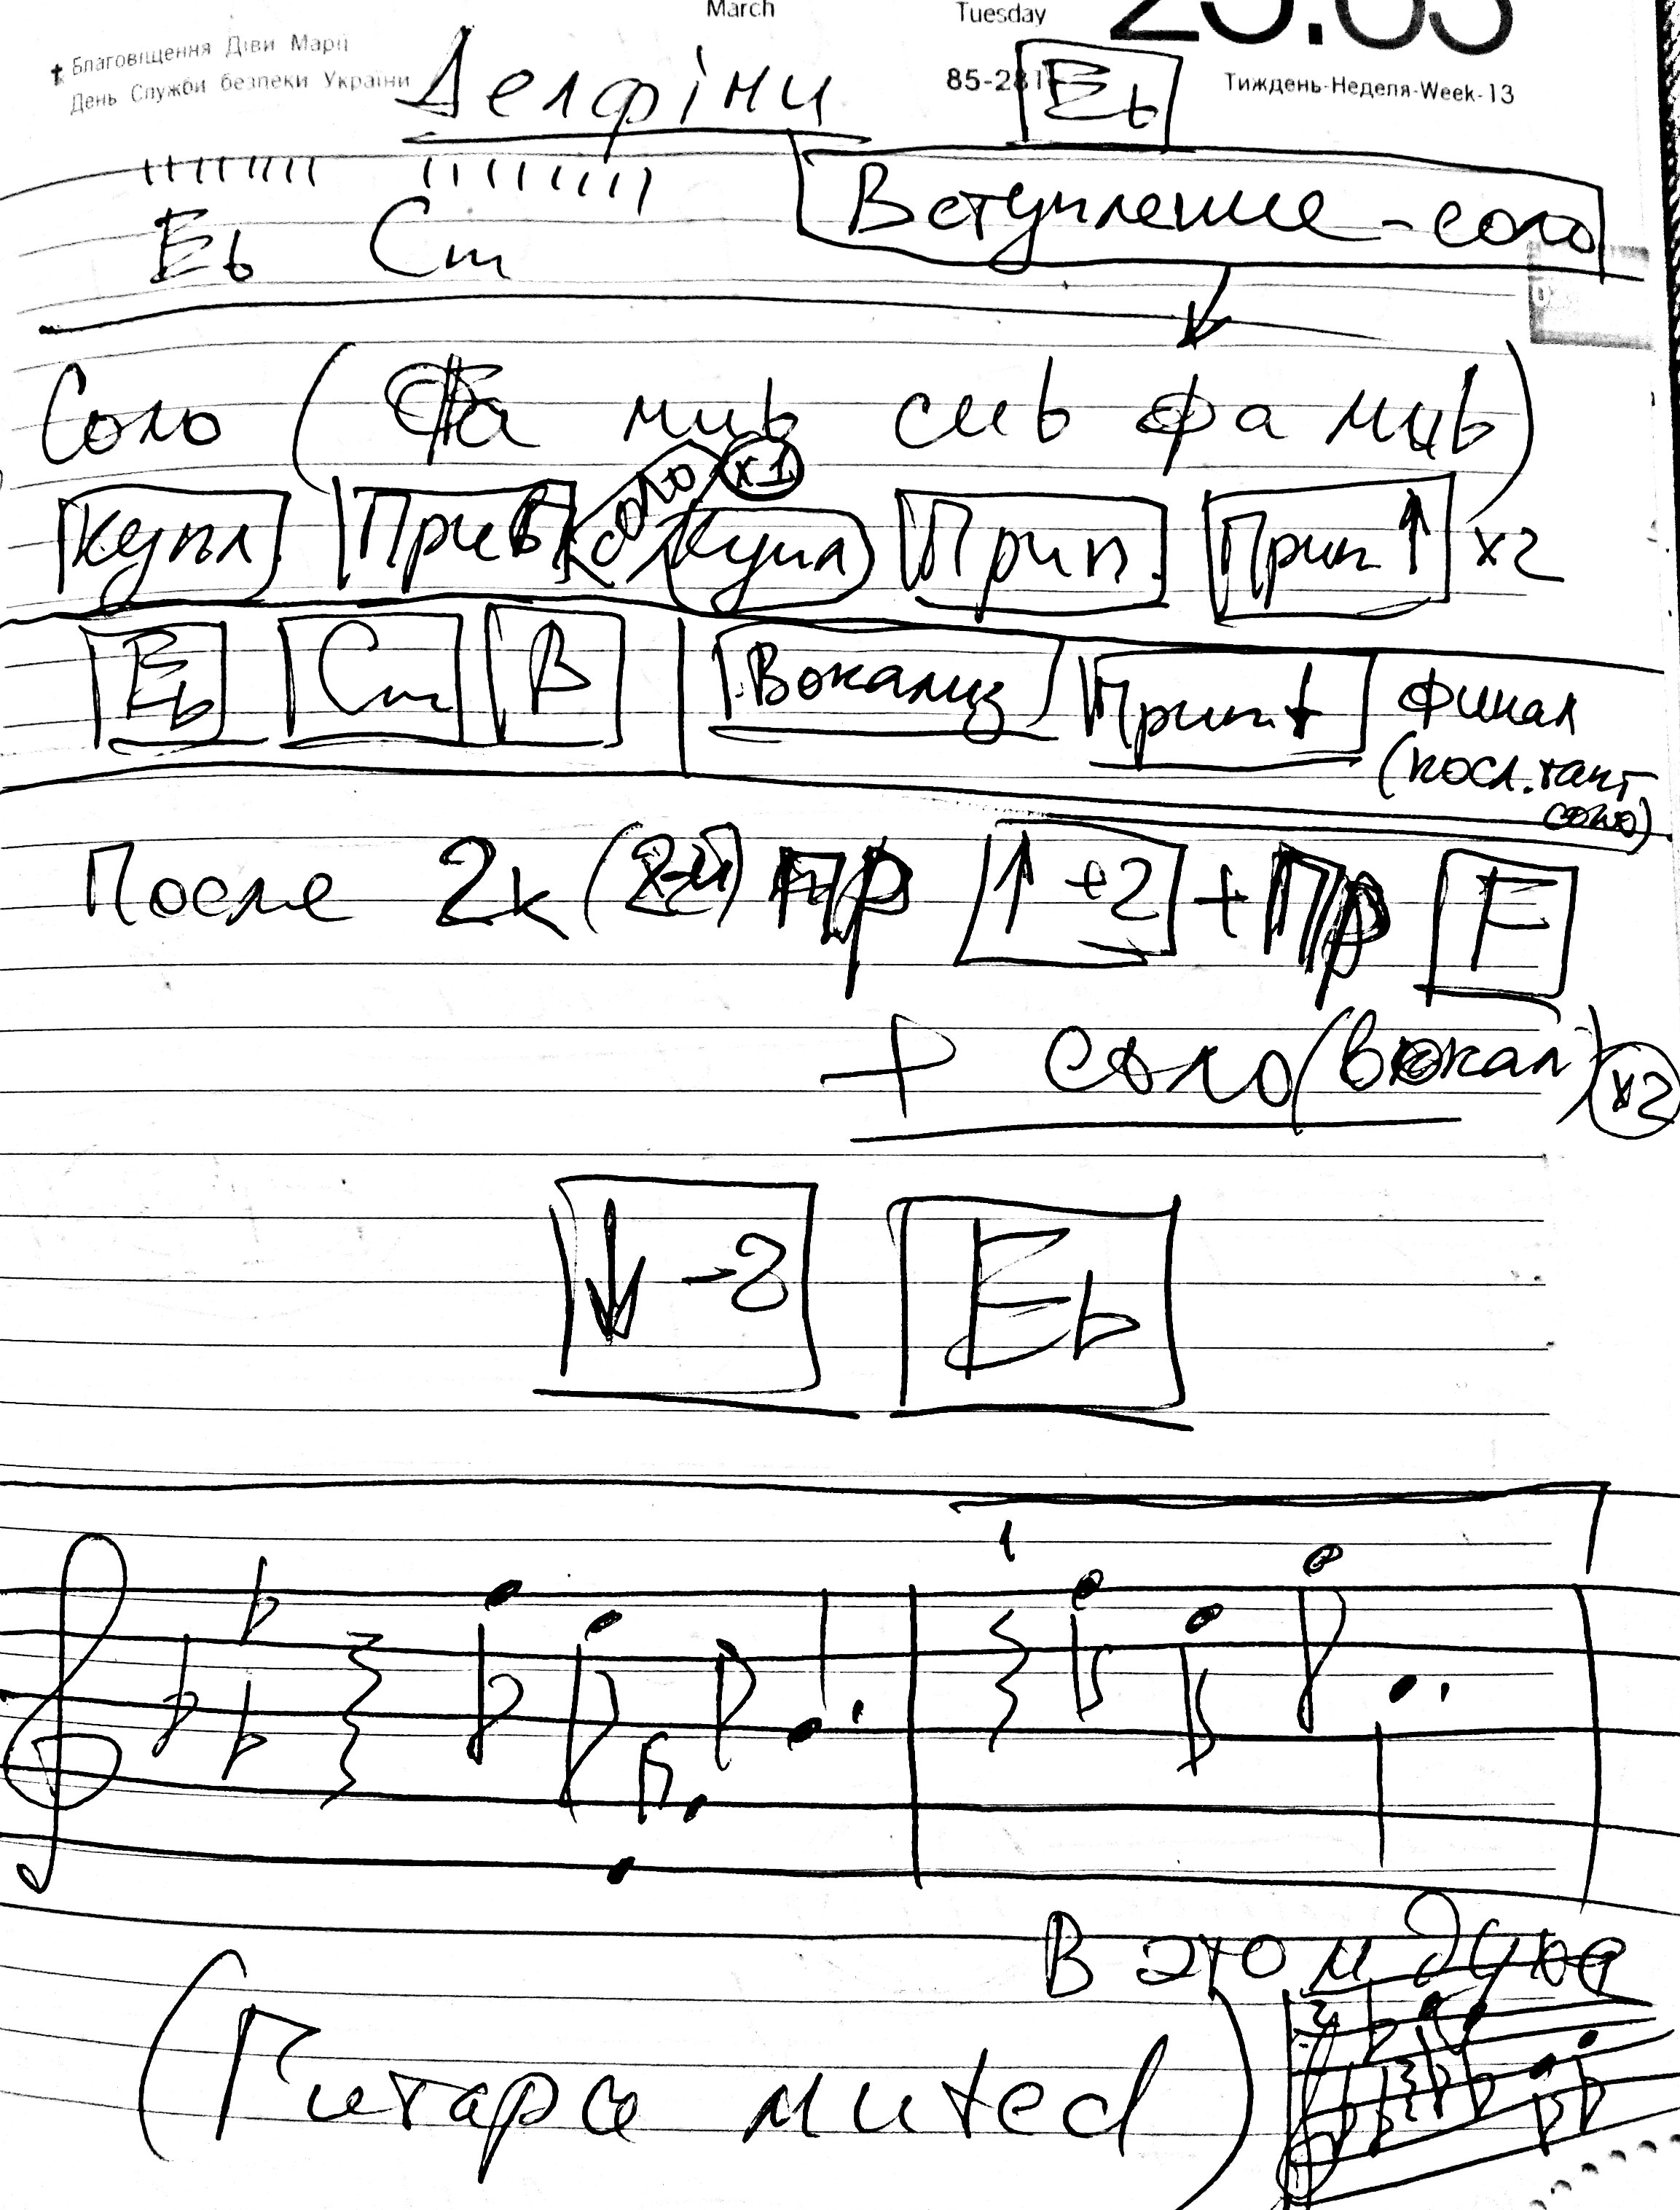 March Tuesday 25.03
✝ Благовіщення Діви Марії
День Служби безпеки України
85-281
Тиждень-Неделя-Week-13
Делфіни Eb
Вступление - соло
Eb Cm
Соло (Фа миb сиb фа миb)
Купл Прив соло x1 Купл Прип. Прип↑ x2
Eb Cm B Вокализ Прип+ Финал
(посл. такт
соло)
После 2к (2-й) пр ↑+2 + Пр F
+ соло (вокал) x2
↓-2 Eb
1
В этом духе
(Гитара muted)